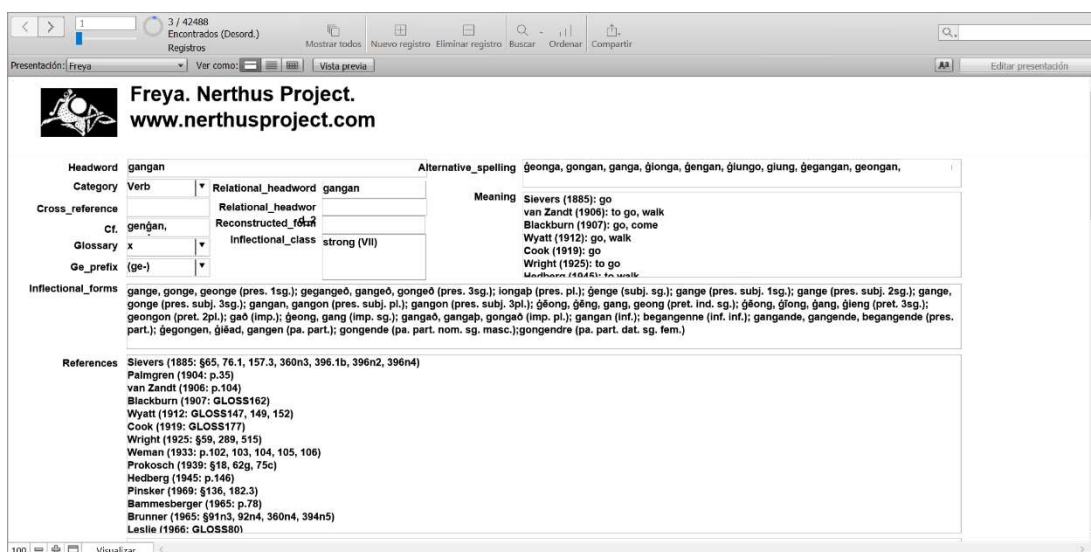 1
3 / 42488
Encontrados (Desord.)
Registros
Mostrar todos Nuevo registro Eliminar registro Buscar Ordenar Compartir
Presentación: Freya Ver como: Vista previa Aa Editar presentación
Freya. Nerthus Project.
www.nerthusproject.com
Headword gangan
Alternative_spelling ġeonga, gongan, ganga, ġionga, ġengan, ġiungo, giung, ġegangan, geongan,
Category Verb
Relational_headword gangan
Cross_reference
Relational_headwor
d_2
Cf. genġan,
Reconstructed_form
Glossary x
Inflectional_class strong (VII)
Ge_prefix (ge-)
Meaning Sievers (1885): go
van Zandt (1906): to go, walk
Blackburn (1907): go, come
Wyatt (1912): go, walk
Cook (1919): go
Wright (1925): to go
Hedberg (1945): to walk
Inflectional_forms gange, gonge, geonge (pres. 1sg.); gegangeð, gangeð, gongeð (pres. 3sg.); iongaþ (pres. pl.); ġenge (subj. sg.); gange (pres. subj. 1sg.); gange (pres. subj. 2sg.); gange,
gonge (pres. subj. 3sg.); gangan, gangon (pres. subj. pl.); gangon (pres. subj. 3pl.); ġēong, ġēng, gang, geong (pret. ind. sg.); ġēong, ġīong, ġang, ġieng (pret. 3sg.);
geongon (pret. 2pl.); gað (imp.); ġeong, gang (imp. sg.); gangað, gangaþ, gongað (imp. pl.); gangan (inf.); begangenne (inf. inf.); gangande, gangende, begangende (pres.
part.); ġegongen, ġiēad, gangen (pa. part.); gongende (pa. part. nom. sg. masc.);gongendre (pa. part. dat. sg. fem.)
References Sievers (1885: §65, 76.1, 157.3, 360n3, 396.1b, 396n2, 396n4)
Palmgren (1904: p.35)
van Zandt (1906: p.104)
Blackburn (1907: GLOSS162)
Wyatt (1912: GLOSS147, 149, 152)
Cook (1919: GLOSS177)
Wright (1925: §59, 289, 515)
Weman (1933: p.102, 103, 104, 105, 106)
Prokosch (1939: §18, 62g, 75c)
Hedberg (1945: p.146)
Pinsker (1969: §136, 182.3)
Bammesberger (1965: p.78)
Brunner (1965: §91n3, 92n4, 360n4, 394n5)
Leslie (1966: GLOSS80)
100 Visualizar